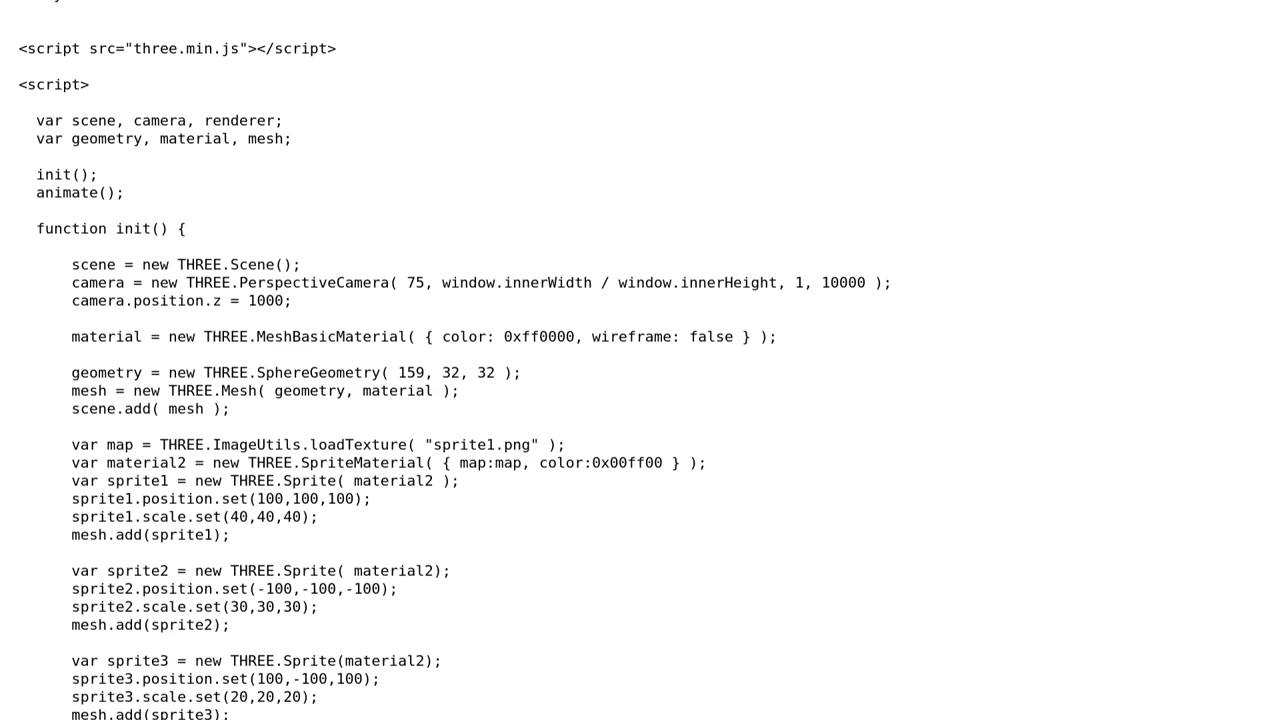 <script src="three.min.js"></script>
<script>
var scene, camera, renderer;
var geometry, material, mesh;
init();
animate();
function init() {
scene = new THREE.Scene();
camera = new THREE.PerspectiveCamera( 75, window.innerWidth / window.innerHeight, 1, 10000 );
camera.position.z = 1000;
material = new THREE.MeshBasicMaterial( { color: 0xff0000, wireframe: false } );
geometry = new THREE.SphereGeometry( 159, 32, 32 );
mesh = new THREE.Mesh( geometry, material );
scene.add( mesh );
var map = THREE.ImageUtils.loadTexture( "sprite1.png" );
var material2 = new THREE.SpriteMaterial( { map:map, color:0x00ff00 } );
var sprite1 = new THREE.Sprite( material2 );
sprite1.position.set(100,100,100);
sprite1.scale.set(40,40,40);
mesh.add(sprite1);
var sprite2 = new THREE.Sprite( material2);
sprite2.position.set(-100,-100,-100);
sprite2.scale.set(30,30,30);
mesh.add(sprite2);
var sprite3 = new THREE.Sprite(material2);
sprite3.position.set(100,-100,100);
sprite3.scale.set(20,20,20);
mesh.add(sprite3);